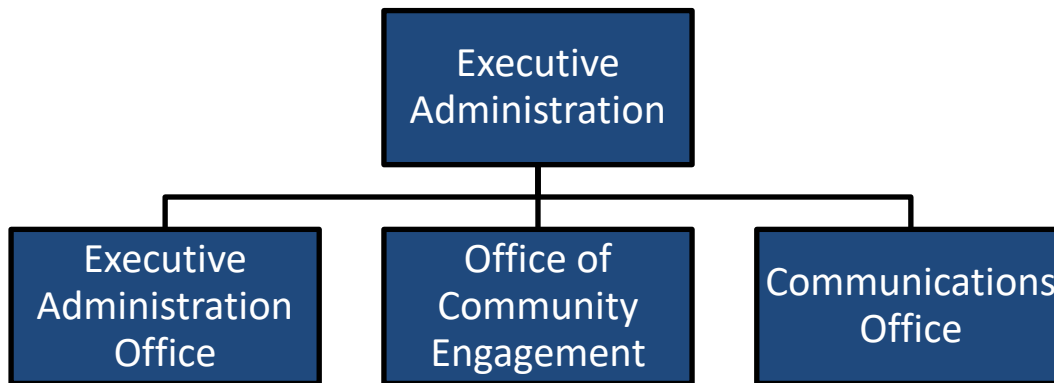 Executive
Administration
Executive
Administration
Office
Office of
Community
Engagement
Communications
Office